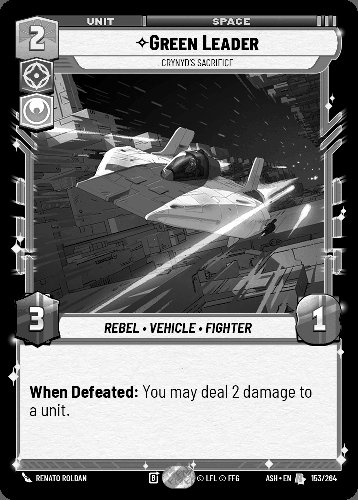 UNIT
SPACE
2
Green Leader
Crynyd's Sacrifice
3
1
REBEL • VEHICLE • FIGHTER
When Defeated: You may deal 2 damage to
a unit.
RENATO ROLDAN
© LFL © FFG
ASH • EN
153/264